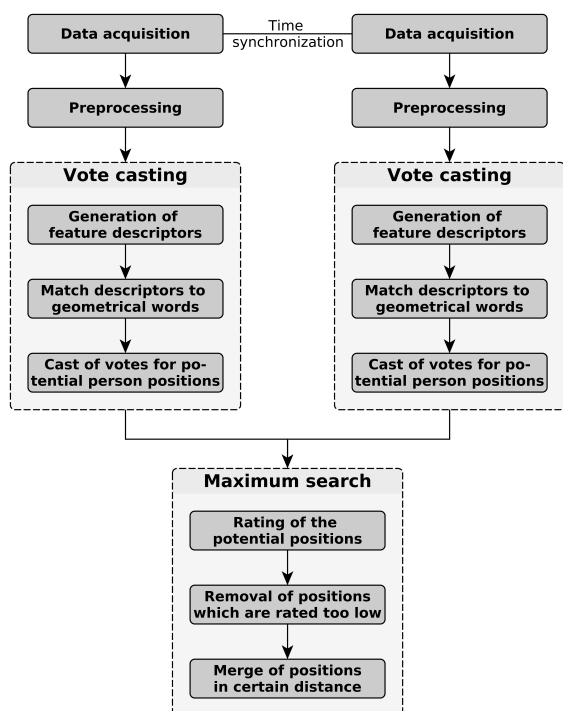 Data acquisition
Time
synchronization
Data acquisition
Preprocessing
Preprocessing
Vote casting
Generation of
feature descriptors
Match descriptors to
geometrical words
Cast of votes for po-
tential person positions
Vote casting
Generation of
feature descriptors
Match descriptors to
geometrical words
Cast of votes for po-
tential person positions
Maximum search
Rating of the
potential positions
Removal of positions
which are rated too low
Merge of positions
in certain distance